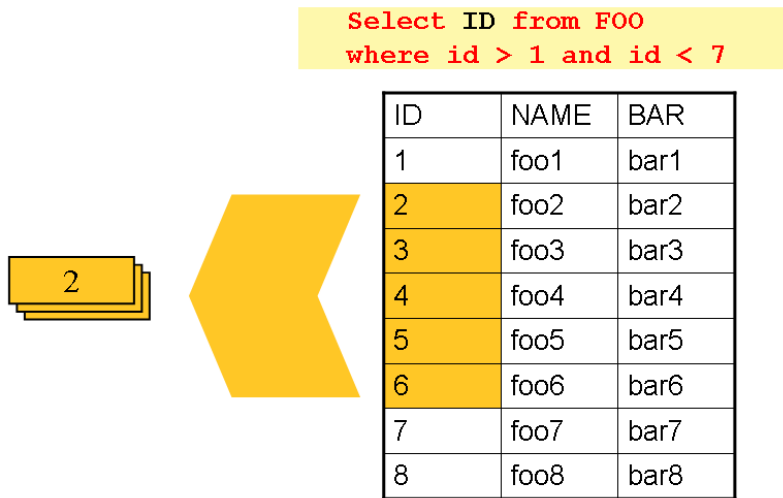 Select ID from FOO
where id > 1 and id < 7
ID NAME BAR
1 foo1 bar1
2 foo2 bar2
3 foo3 bar3
2
4 foo4 bar4
5 foo5 bar5
6 foo6 bar6
7 foo7 bar7
8 foo8 bar8